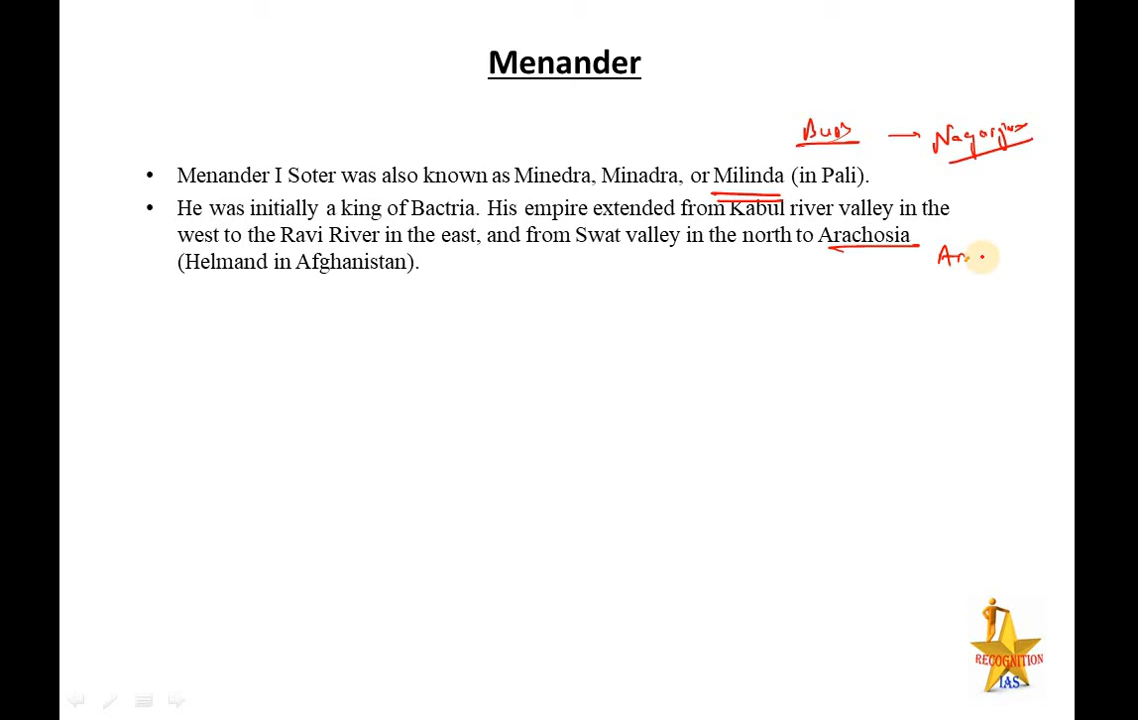 Menander
• Menander I Soter was also known as Minedra, Minadra, or Milinda (in Pali).
• He was initially a king of Bactria. His empire extended from Kabul river valley in the
west to the Ravi River in the east, and from Swat valley in the north to Arachosia
(Helmand in Afghanistan).
RECOGNITION
IAS